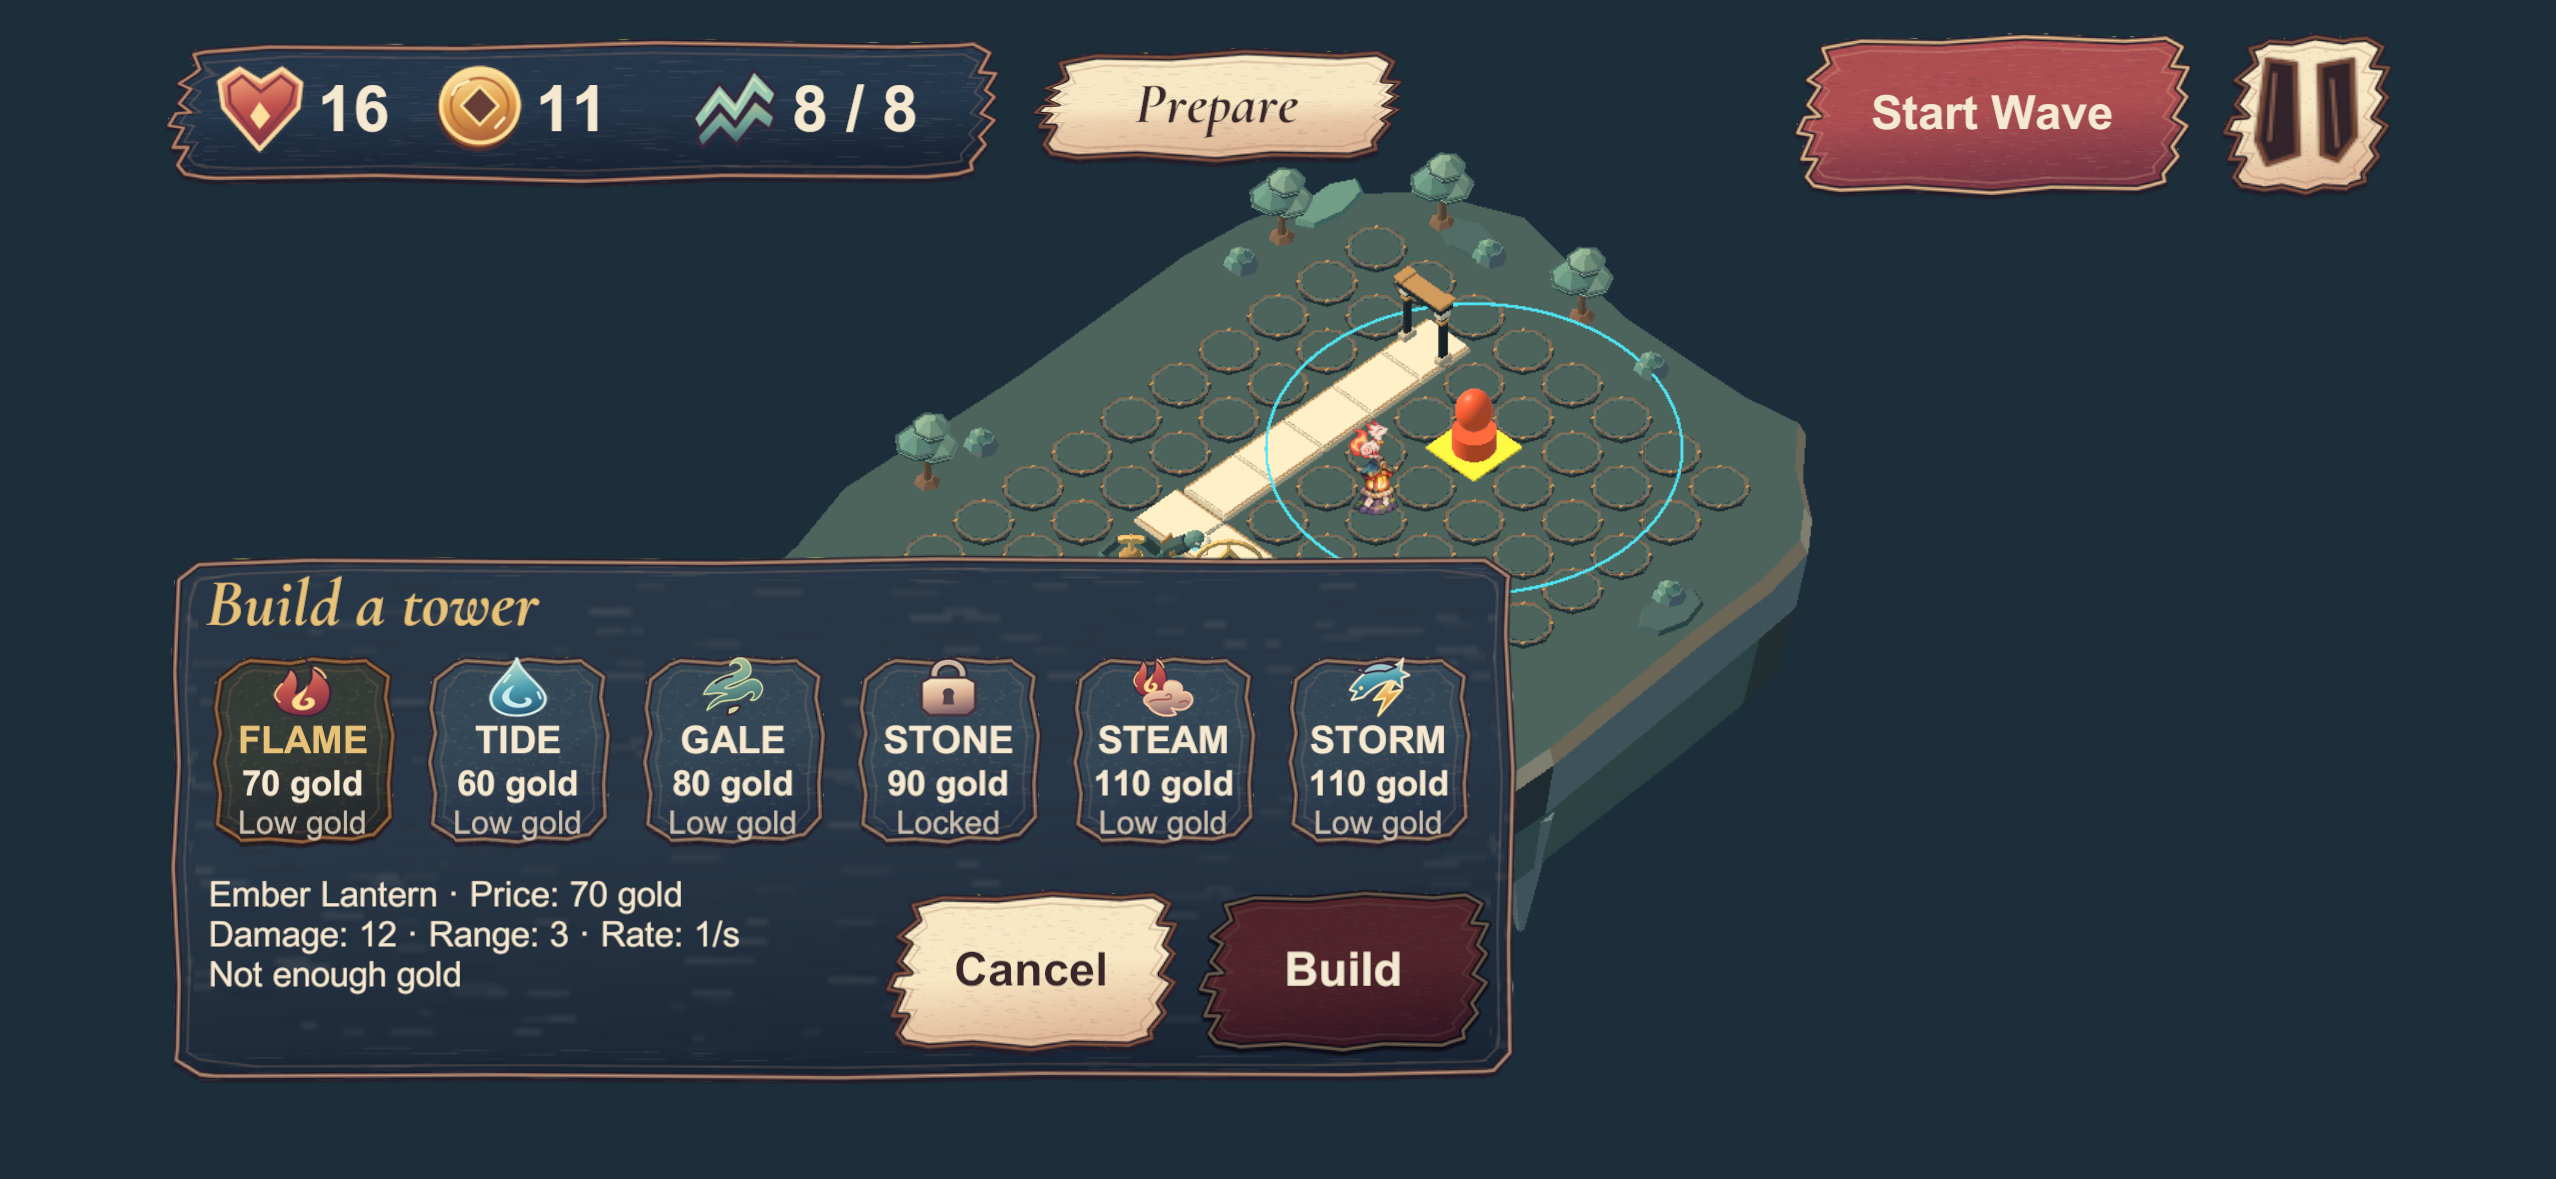 16 11 8 / 8
Prepare
Start Wave
Build a tower
FLAME
70 gold
Low gold
TIDE
60 gold
Low gold
GALE
80 gold
Low gold
STONE
90 gold
Locked
STEAM
110 gold
Low gold
STORM
110 gold
Low gold
Ember Lantern · Price: 70 gold
Damage: 12 · Range: 3 · Rate: 1/s
Not enough gold
Cancel
Build